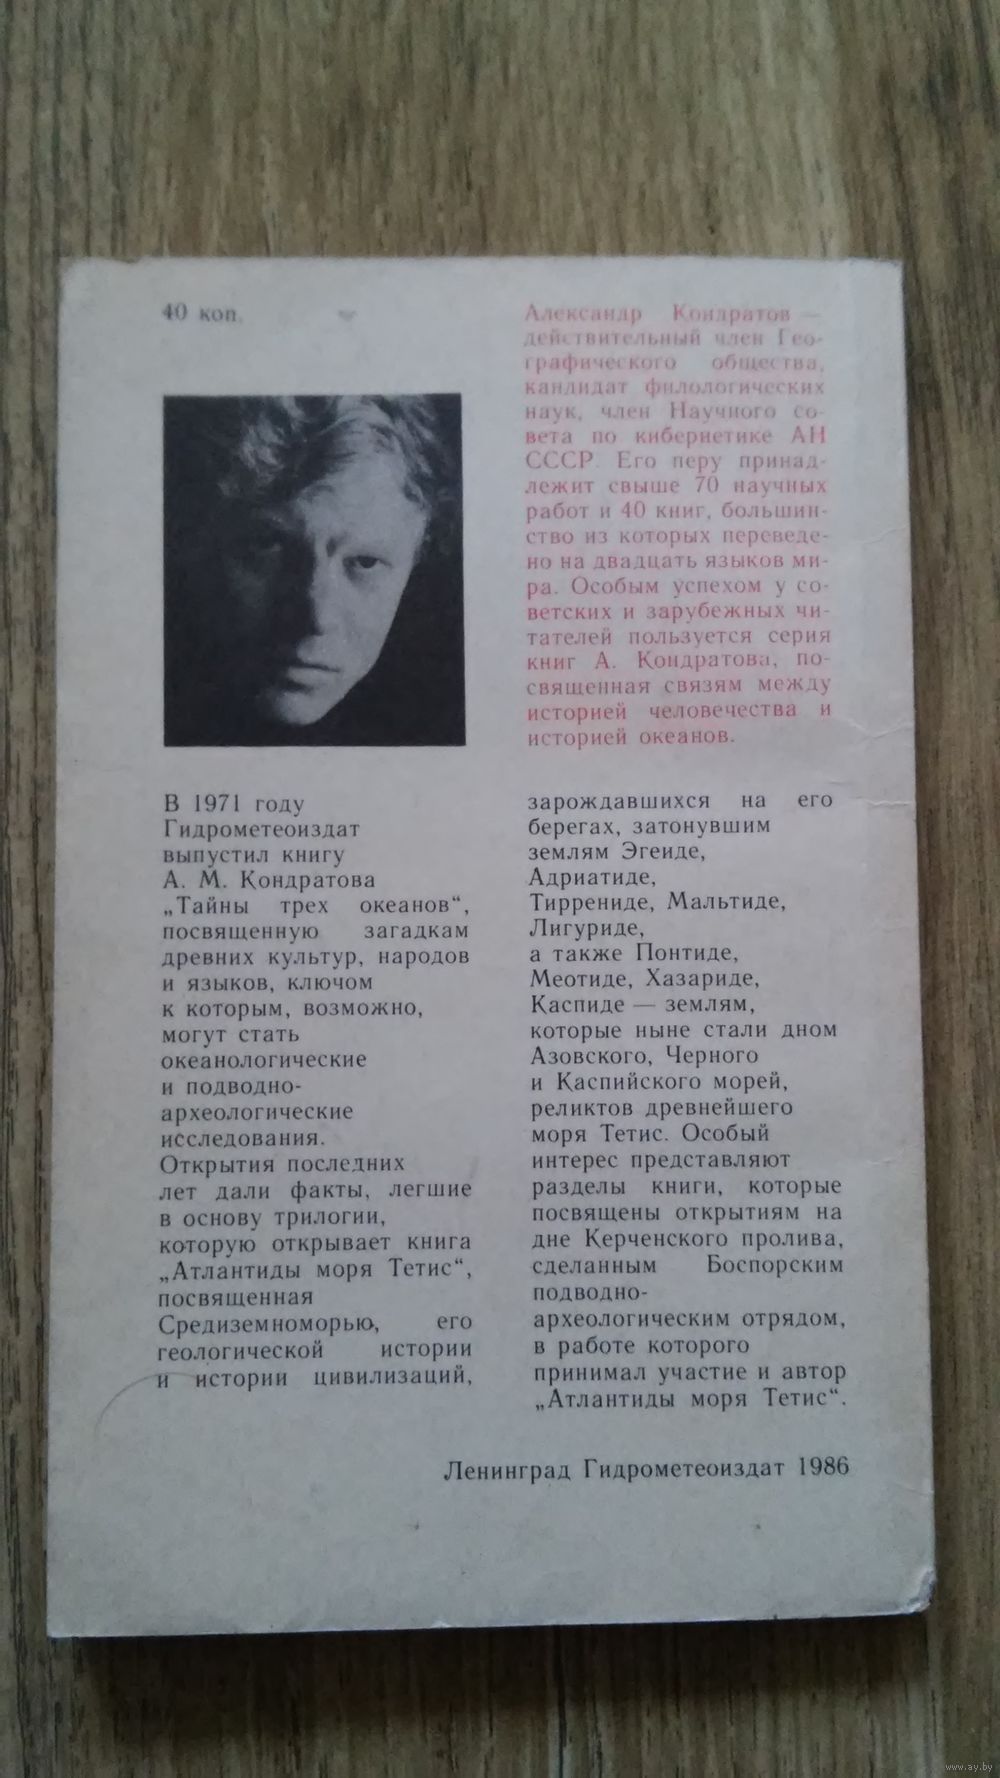 40 коп.
Александр Кондратов —
действительный член Гео-
графического общества,
кандидат филологических
наук, член Научного со-
вета по кибернетике АН
СССР. Его перу принад-
лежит свыше 70 научных
работ и 40 книг, большин-
ство из которых переведе-
но на двадцать языков ми-
ра. Особым успехом у со-
ветских и зарубежных чи-
тателей пользуется серия
книг А. Кондратова, по-
священная связям между
историей человечества и
историей океанов.
В 1971 году
Гидрометеоиздат
выпустил книгу
А. М. Кондратова
„Тайны трех океанов“,
посвященную загадкам
древних культур, народов
и языков, ключом
к которым, возможно,
могут стать
океанологические
и подводно-
археологические
исследования.
Открытия последних
лет дали факты, легшие
в основу трилогии,
которую открывает книга
„Атлантиды моря Тетис“,
посвященная
Средиземноморью, его
геологической истории
и истории цивилизаций,
зарождавшихся на его
берегах, затонувшим
землям Эгеиде,
Адриатиде,
Тиррениде, Мальтиде,
Лигуриде,
а также Понтиде,
Меотиде, Хазариде,
Каспиде — землям,
которые ныне стали дном
Азовского, Черного
и Каспийского морей,
реликтов древнейшего
моря Тетис. Особый
интерес представляют
разделы книги, которые
посвящены открытиям на
дне Керченского пролива,
сделанным Боспорским
подводно-
археологическим отрядом,
в работе которого
принимал участие и автор
„Атлантиды моря Тетис“.
Ленинград Гидрометеоиздат 1986
www.ay.by